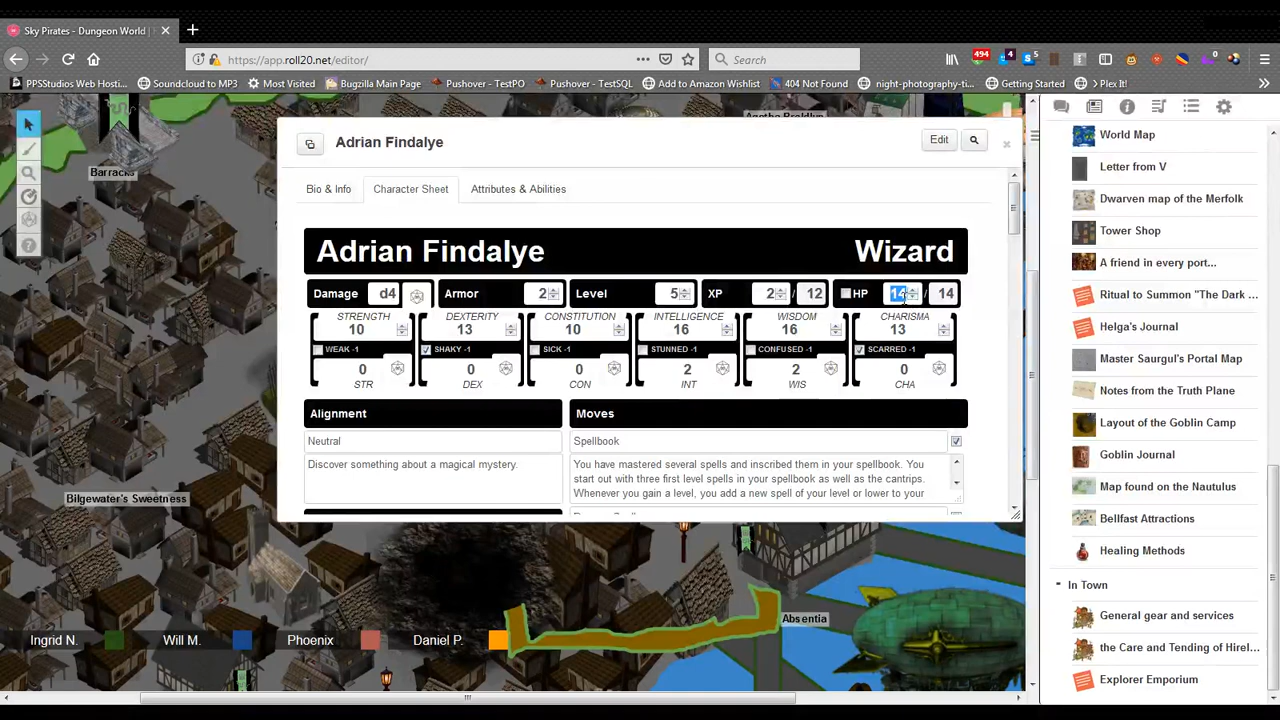 Sky Pirates - Dungeon World |
https://app.roll20.net/editor/
Search
494
4
5
0
PPSStudios Web Hosti...
Soundcloud to MP3
Most Visited
Bugzilla Main Page
Pushover - TestPO
Pushover - TestSQL
Add to Amazon Wishlist
404 Not Found
night-photography-ti...
Getting Started
Plex It!
Barracks
Bilgewater's Sweetness
Absentia
Adrian Findalye
Edit
Bio & Info
Character Sheet
Attributes & Abilities
Adrian Findalye
Wizard
Damage d4
Armor 2
Level 5
XP 2 / 12
HP 14 / 14
STRENGTH DEXTERITY CONSTITUTION INTELLIGENCE WISDOM CHARISMA
10 13 10 16 16 13
WEAK -1 SHAKY -1 SICK -1 STUNNED -1 CONFUSED -1 SCARRED -1
0 0 0 2 2 0
STR DEX CON INT WIS CHA
Alignment
Neutral
Discover something about a magical mystery.
Moves
Spellbook
You have mastered several spells and inscribed them in your spellbook. You
start out with three first level spells in your spellbook as well as the cantrips.
Whenever you gain a level, you add a new spell of your level or lower to your
Ingrid N.
Will M.
Phoenix
Daniel P.
World Map
Letter from V
Dwarven map of the Merfolk
Tower Shop
A friend in every port...
Ritual to Summon "The Dark ...
Helga's Journal
Master Saurgul's Portal Map
Notes from the Truth Plane
Layout of the Goblin Camp
Goblin Journal
Map found on the Nautulus
Bellfast Attractions
Healing Methods
In Town
General gear and services
the Care and Tending of Hirel...
Explorer Emporium